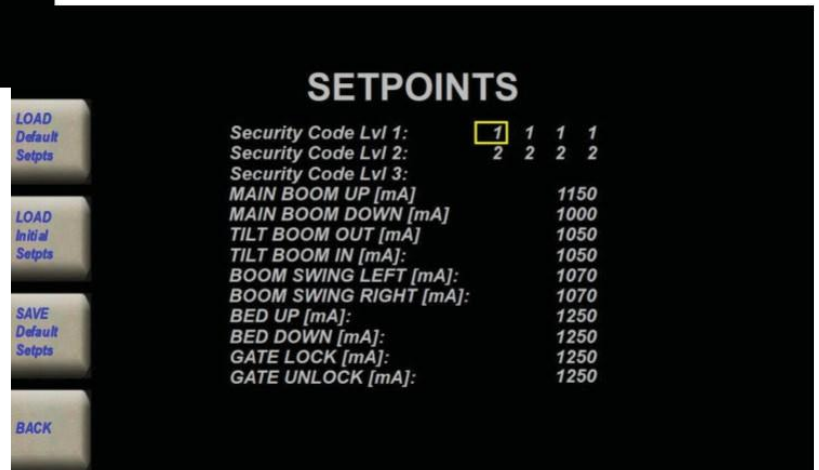 SETPOINTS
LOAD
Default
Setpts
LOAD
Initial
Setpts
SAVE
Default
Setpts
BACK
Security Code Lvl 1: 1 1 1 1
Security Code Lvl 2: 2 2 2 2
Security Code Lvl 3:
MAIN BOOM UP [mA] 1150
MAIN BOOM DOWN [mA] 1000
TILT BOOM OUT [mA] 1050
TILT BOOM IN [mA]: 1050
BOOM SWING LEFT [mA]: 1070
BOOM SWING RIGHT [mA]: 1070
BED UP [mA]: 1250
BED DOWN [mA]: 1250
GATE LOCK [mA]: 1250
GATE UNLOCK [mA]: 1250